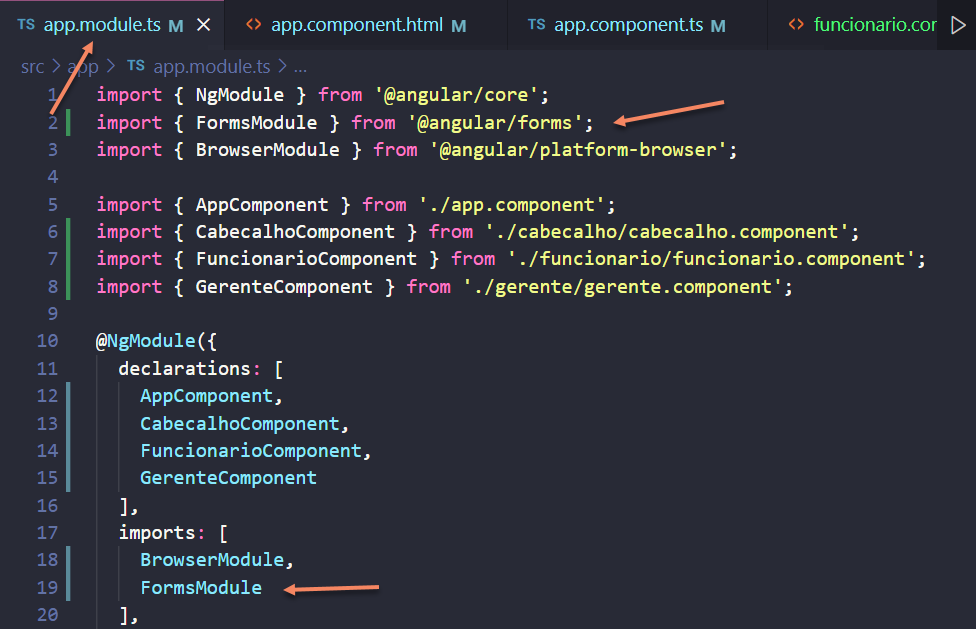 TS app.module.ts M × <> app.component.html M TS app.component.ts M <> funcionario.cor
src > app > TS app.module.ts > ...
1 import { NgModule } from '@angular/core';
2 import { FormsModule } from '@angular/forms';
3 import { BrowserModule } from '@angular/platform-browser';
4
5 import { AppComponent } from './app.component';
6 import { CabecalhoComponent } from './cabecalho/cabecalho.component';
7 import { FuncionarioComponent } from './funcionario/funcionario.component';
8 import { GerenteComponent } from './gerente/gerente.component';
9
10 @NgModule({
11 declarations: [
12 AppComponent,
13 CabecalhoComponent,
14 FuncionarioComponent,
15 GerenteComponent
16 ],
17 imports: [
18 BrowserModule,
19 FormsModule
20 ],